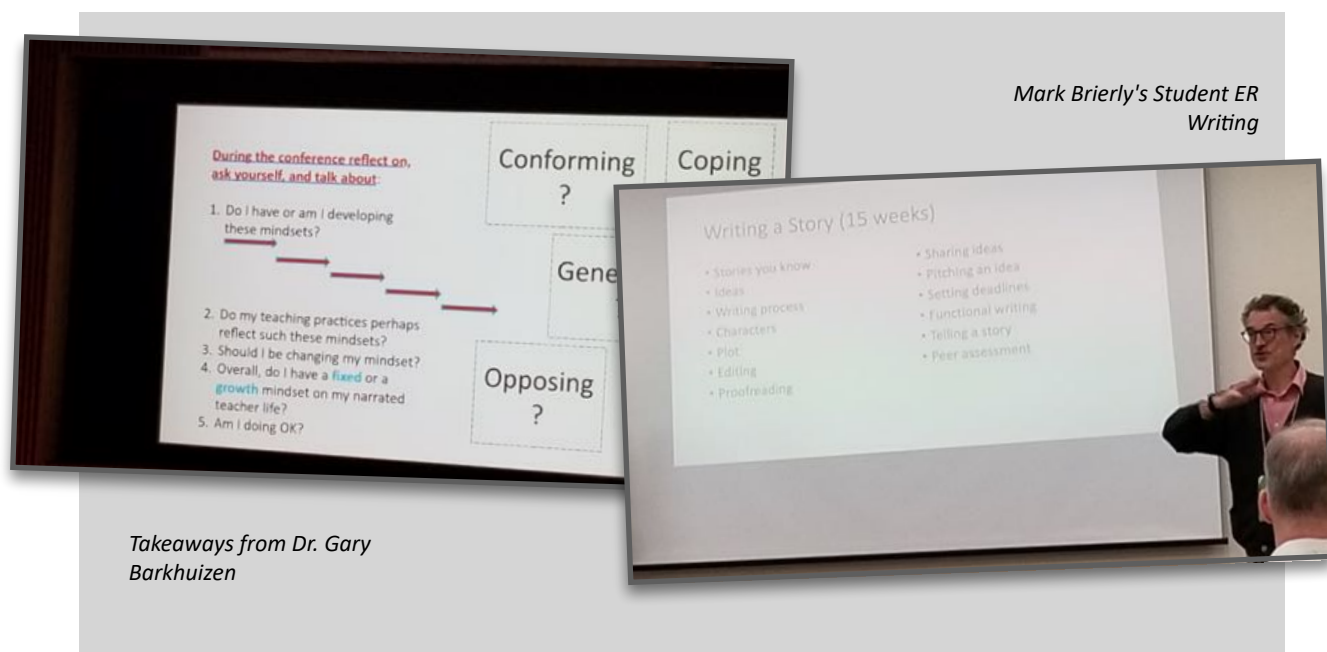 During the conference reflect on,
ask yourself, and talk about:
1. Do I have or am I developing
these mindsets?
2. Do my teaching practices perhaps
reflect such these mindsets?
3. Should I be changing my mindset?
4. Overall, do I have a fixed or a
growth mindset on my narrated
teacher life?
5. Am I doing OK?
Conforming
?
Coping
Gene
Opposing
?
Mark Brierly's Student ER
Writing
Writing a Story (15 weeks)
• Stories you know
• Ideas
• Writing process
• Characters
• Plot
• Editing
• Proofreading
• Sharing ideas
• Pitching an idea
• Setting deadlines
• Functional writing
• Telling a story
• Peer assessment
Takeaways from Dr. Gary
Barkhuizen